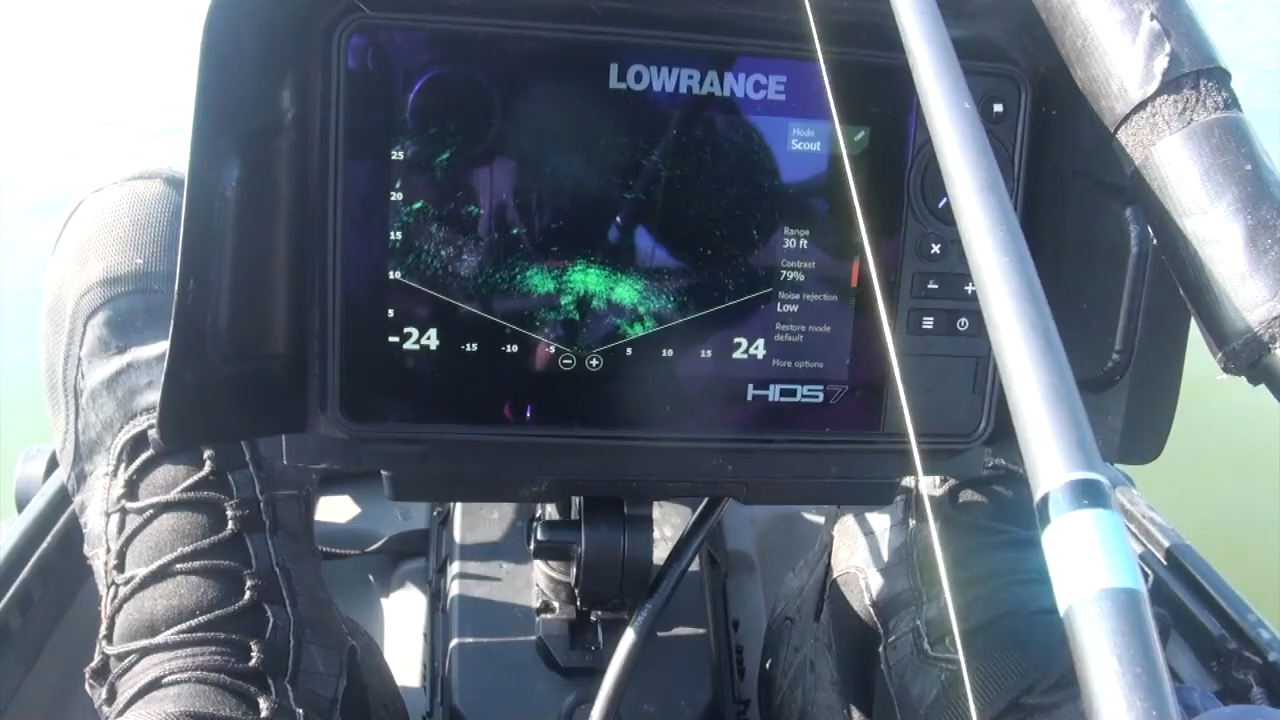 LOWRANCE
Mode
Scout
25
20
15
10
5
Range
30 ft
Contrast
79%
Noise rejection
Low
Restore mode
default
More options
-24 -15 -10 -5 5 10 15 24
HDS7